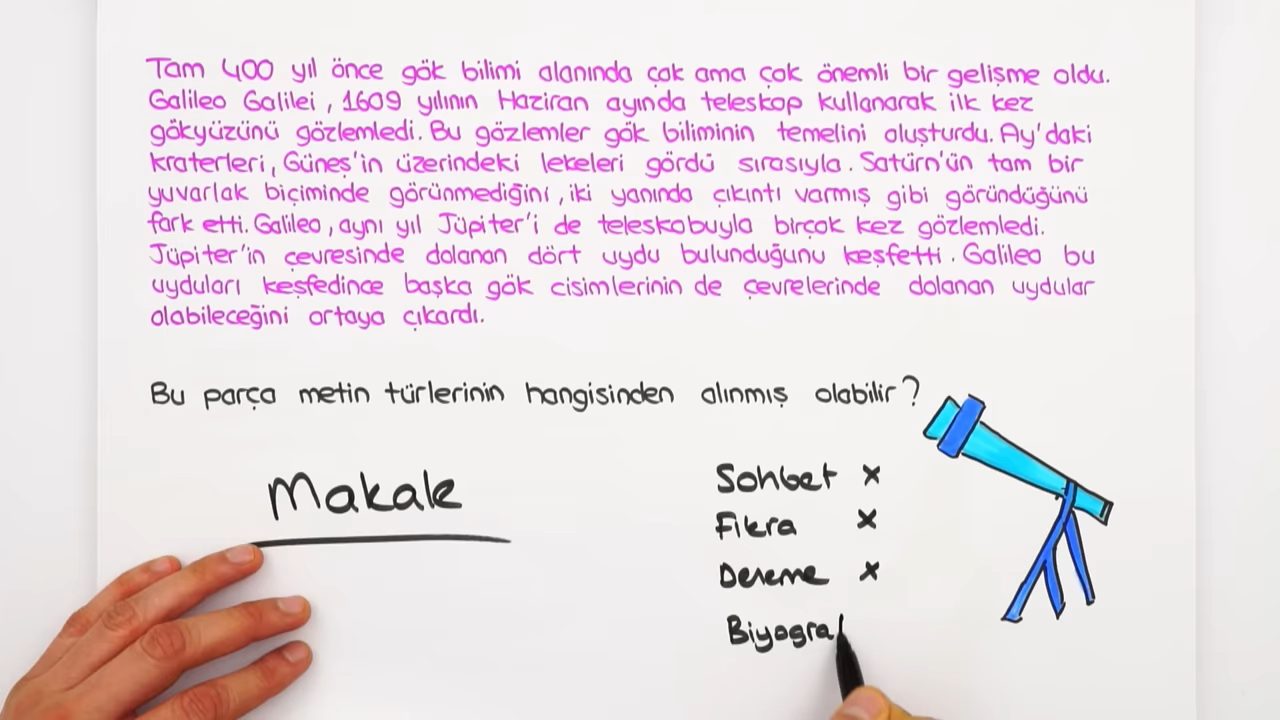 Tam 400 yıl önce gök bilimi alanında çok ama çok önemli bir gelişme oldu.
Galileo Galilei, 1609 yılının Haziran ayında teleskop kullanarak ilk kez
gökyüzünü gözlemledi. Bu gözlemler gök biliminin temelini oluşturdu. Ay'daki
kraterleri, Güneş'in üzerindeki lekeleri gördü sırasıyla. Satürn'ün tam bir
yuvarlak biçiminde görünmediğini, iki yanında çıkıntı varmış gibi göründüğünü
fark etti. Galileo, aynı yıl Jüpiter'i de teleskobuyla birçok kez gözlemledi.
Jüpiter'in çevresinde dolanan dört uydu bulunduğunu keşfetti. Galileo bu
uyduları keşfedince başka gök cisimlerinin de çevrelerinde dolanan uydular
olabileceğini ortaya çıkardı.
Bu parça metin türlerinin hangisinden alınmış olabilir?
Makale
Sohbet x
Fıkra x
Deneme x
Biyogra